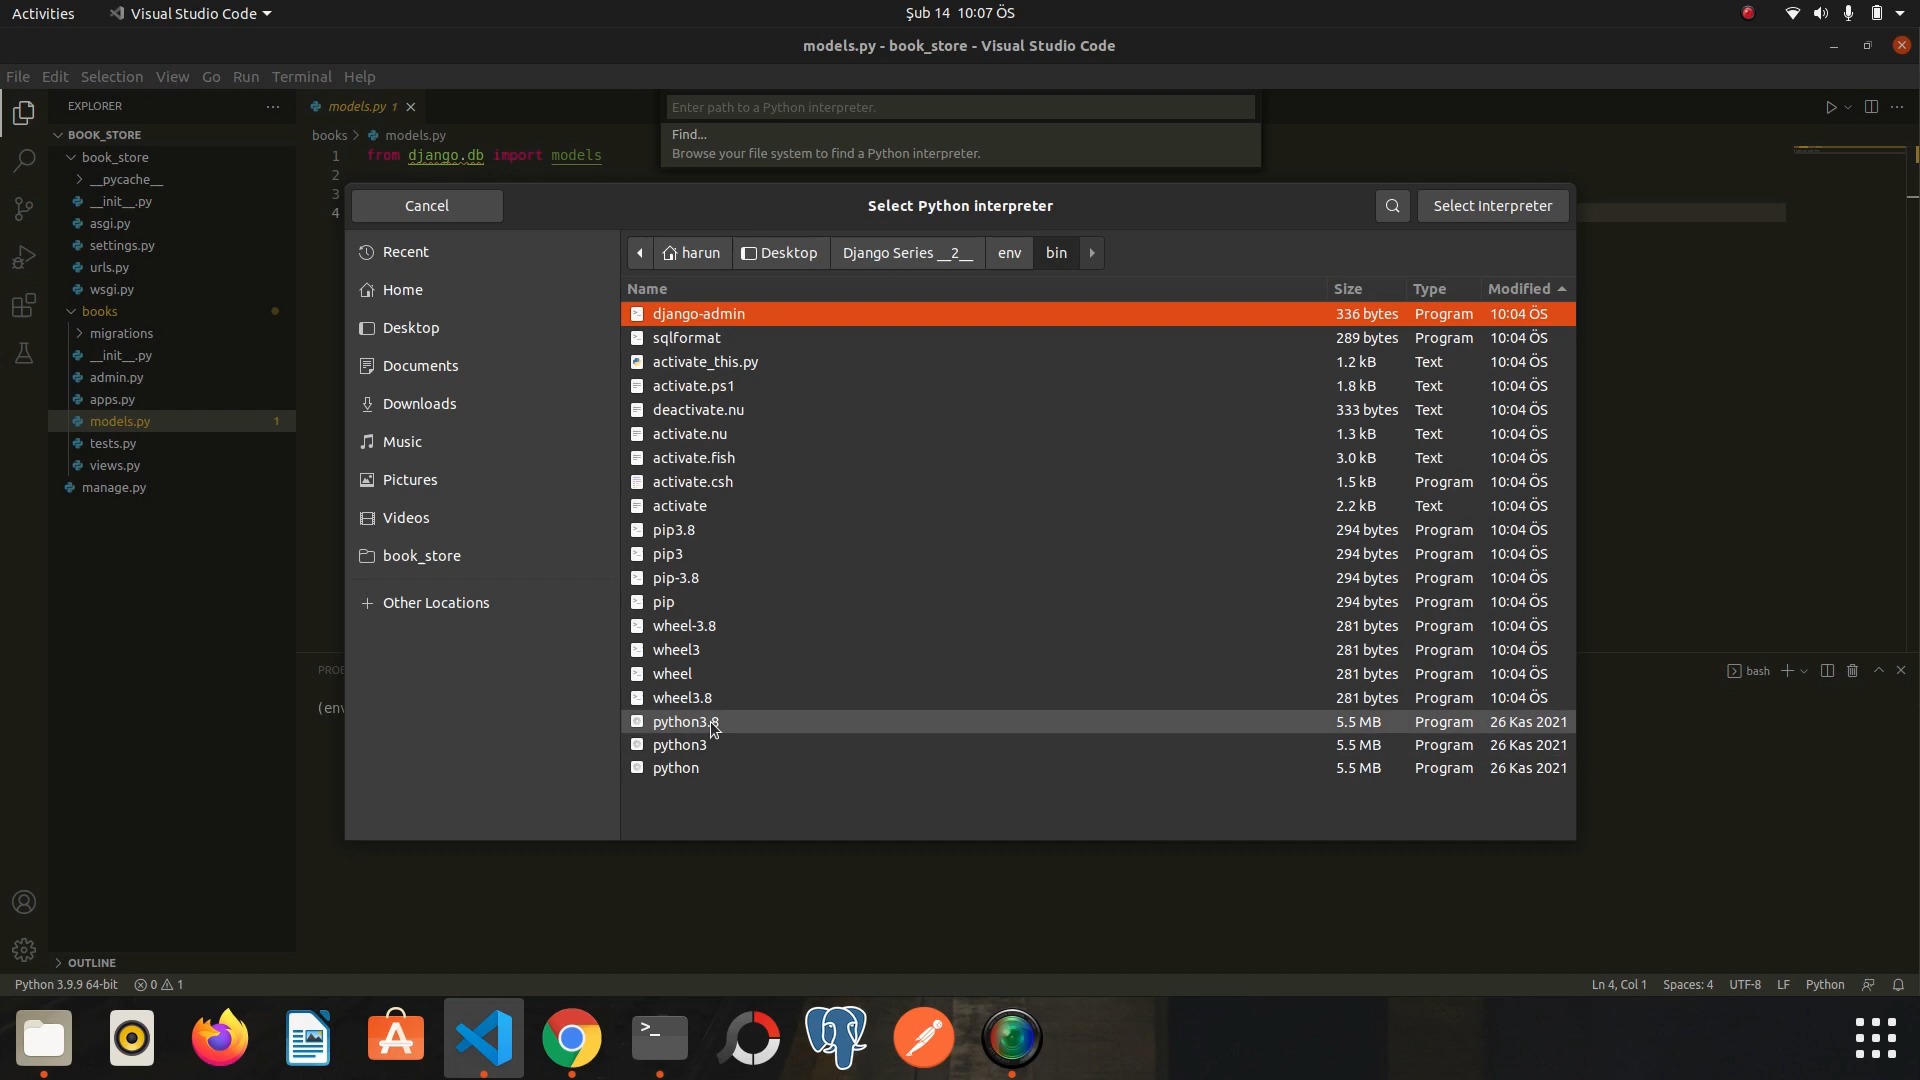 Activities
Visual Studio Code
Şub 14 10:07 ÖS
models.py - book_store - Visual Studio Code
File Edit Selection View Go Run Terminal Help
EXPLORER
BOOK_STORE
book_store
__pycache__
__init__.py
asgi.py
settings.py
urls.py
wsgi.py
books
migrations
__init__.py
admin.py
apps.py
models.py 1
tests.py
views.py
manage.py
OUTLINE
models.py 1
books > models.py
1 from django.db import models
2
3
4
Enter path to a Python interpreter.
Find...
Browse your file system to find a Python interpreter.
Cancel
Select Python interpreter
Select Interpreter
Recent
Home
Desktop
Documents
Downloads
Music
Pictures
Videos
book_store
Other Locations
harun Desktop Django Series __2__ env bin
Name Size Type Modified
django-admin 336 bytes Program 10:04 ÖS
sqlformat 289 bytes Program 10:04 ÖS
activate_this.py 1.2 kB Text 10:04 ÖS
activate.ps1 1.8 kB Text 10:04 ÖS
deactivate.nu 333 bytes Text 10:04 ÖS
activate.nu 1.3 kB Text 10:04 ÖS
activate.fish 3.0 kB Text 10:04 ÖS
activate.csh 1.5 kB Program 10:04 ÖS
activate 2.2 kB Text 10:04 ÖS
pip3.8 294 bytes Program 10:04 ÖS
pip3 294 bytes Program 10:04 ÖS
pip-3.8 294 bytes Program 10:04 ÖS
pip 294 bytes Program 10:04 ÖS
wheel-3.8 281 bytes Program 10:04 ÖS
wheel3 281 bytes Program 10:04 ÖS
wheel 281 bytes Program 10:04 ÖS
wheel3.8 281 bytes Program 10:04 ÖS
python3.8 5.5 MB Program 26 Kas 2021
python3 5.5 MB Program 26 Kas 2021
python 5.5 MB Program 26 Kas 2021
PROB
bash
(env
Python 3.9.9 64-bit 0 1
Ln 4, Col 1 Spaces: 4 UTF-8 LF Python